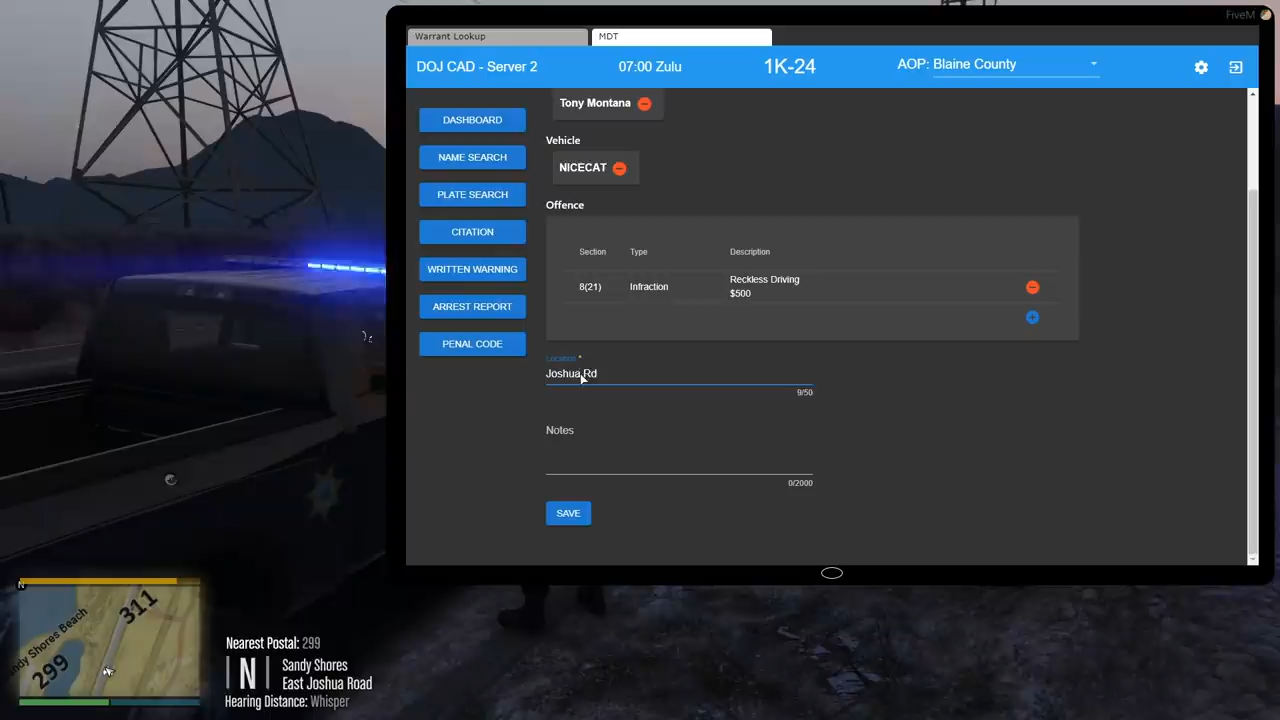 FiveM
Warrant Lookup
MDT
DOJ CAD - Server 2
07:00 Zulu
1K-24
AOP: Blaine County
DASHBOARD
NAME SEARCH
PLATE SEARCH
CITATION
WRITTEN WARNING
ARREST REPORT
PENAL CODE
Tony Montana
Vehicle
NICECAT
Offence
Section Type Description
8(21) Infraction Reckless Driving
$500
Location *
Joshua Rd
9/50
Notes
0/2000
SAVE
N
311
andy Shores Beach
299
Nearest Postal: 299
| N | Sandy Shores
East Joshua Road
Hearing Distance: Whisper